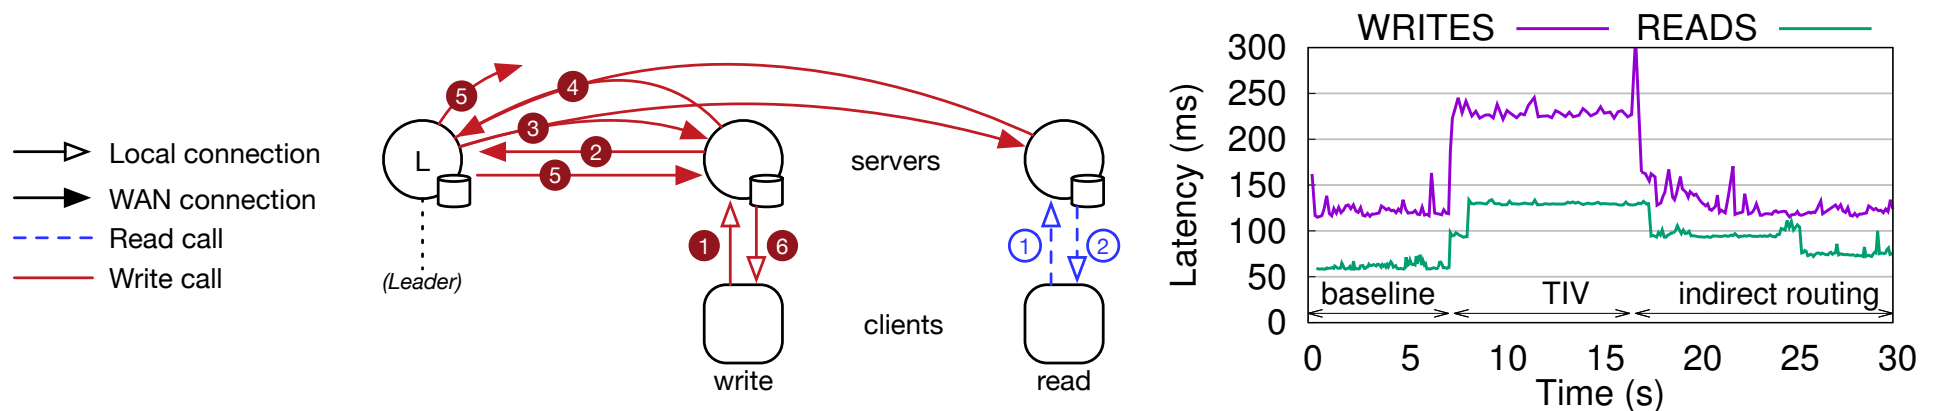 Local connection
WAN connection
Read call
Write call
5
4
3
2
5
L
servers
1
6
1
2
(Leader)
clients
write
read
WRITES
READS
Latency (ms)
300
250
200
150
100
50
0
baseline
TIV
indirect routing
0 5 10 15 20 25 30
Time (s)